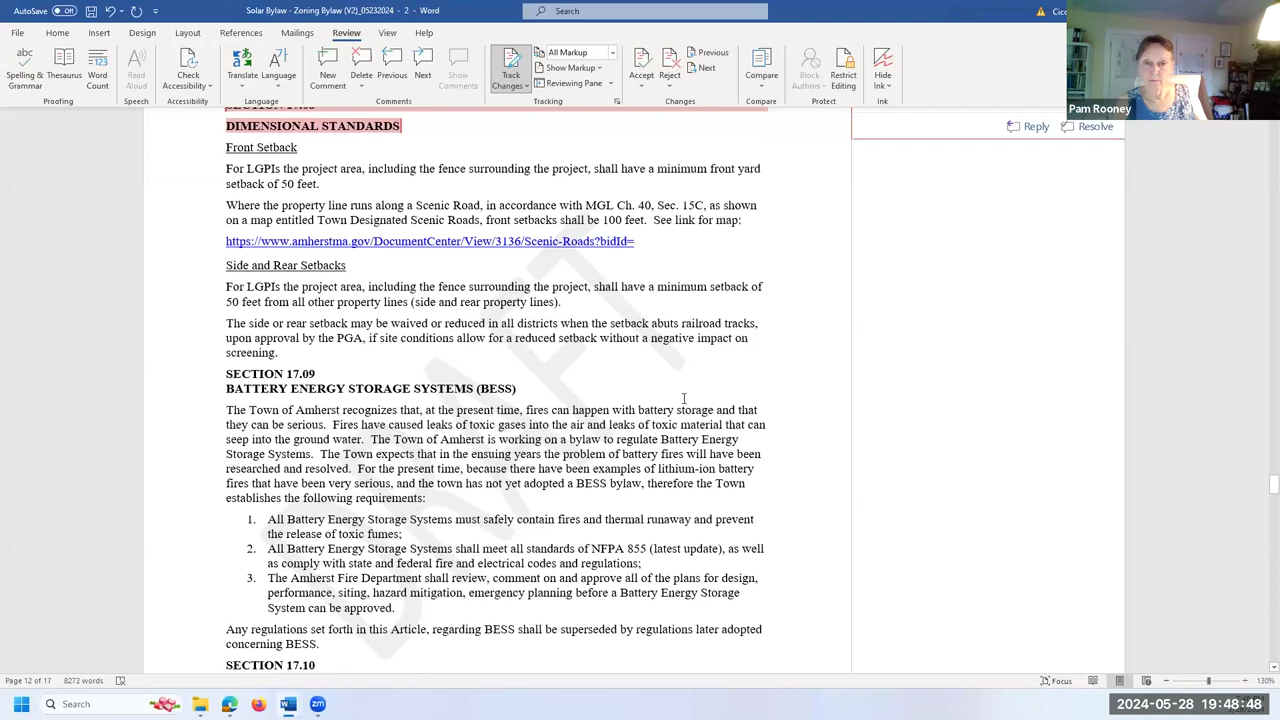 AutoSave Off
Solar Bylaw - Zoning Bylaw (V2)_05232024 - 2 - Word
Search
File Home Insert Draw Design Layout References Mailings Review View Help
Spelling & Grammar
Thesaurus
Word Count
Read Aloud
Check Accessibility
Translate
Language
New Comment
Delete
Previous
Next
Show Comments
Track Changes
All Markup
Show Markup
Reviewing Pane
Accept
Reject
Previous
Next
Compare
Block Authors
Restrict Editing
Hide Ink
Proofing
Speech
Accessibility
Language
Comments
Tracking
Changes
Compare
Protect
Ink
Pam Rooney
Reply Resolve
DIMENSIONAL STANDARDS
Front Setback
For LGPIs the project area, including the fence surrounding the project, shall have a minimum front yard
setback of 50 feet.
Where the property line runs along a Scenic Road, in accordance with MGL Ch. 40, Sec. 15C, as shown
on a map entitled Town Designated Scenic Roads, front setbacks shall be 100 feet. See link for map:
https://www.amherstma.gov/DocumentCenter/View/3136/Scenic-Roads?bidId=
Side and Rear Setbacks
For LGPIs the project area, including the fence surrounding the project, shall have a minimum setback of
50 feet from all other property lines (side and rear property lines).
The side or rear setback may be waived or reduced in all districts when the setback abuts railroad tracks,
upon approval by the PGA, if site conditions allow for a reduced setback without a negative impact on
screening.
SECTION 17.09
BATTERY ENERGY STORAGE SYSTEMS (BESS)
The Town of Amherst recognizes that, at the present time, fires can happen with battery storage and that
they can be serious. Fires have caused leaks of toxic gases into the air and leaks of toxic material that can
seep into the ground water. The Town of Amherst is working on a bylaw to regulate Battery Energy
Storage Systems. The Town expects that in the ensuing years the problem of battery fires will have been
researched and resolved. For the present time, because there have been examples of lithium-ion battery
fires that have been very serious, and the town has not yet adopted a BESS bylaw, therefore the Town
establishes the following requirements:
1. All Battery Energy Storage Systems must safely contain fires and thermal runaway and prevent
the release of toxic fumes;
2. All Battery Energy Storage Systems shall meet all standards of NFPA 855 (latest update), as well
as comply with state and federal fire and electrical codes and regulations;
3. The Amherst Fire Department shall review, comment on and approve all of the plans for design,
performance, siting, hazard mitigation, emergency planning before a Battery Energy Storage
System can be approved.
Any regulations set forth in this Article, regarding BESS shall be superseded by regulations later adopted
concerning BESS.
SECTION 17.10
DRAFT
Page 12 of 17 8272 words
Focus
130%
Search
2024-05-28 19:48:48